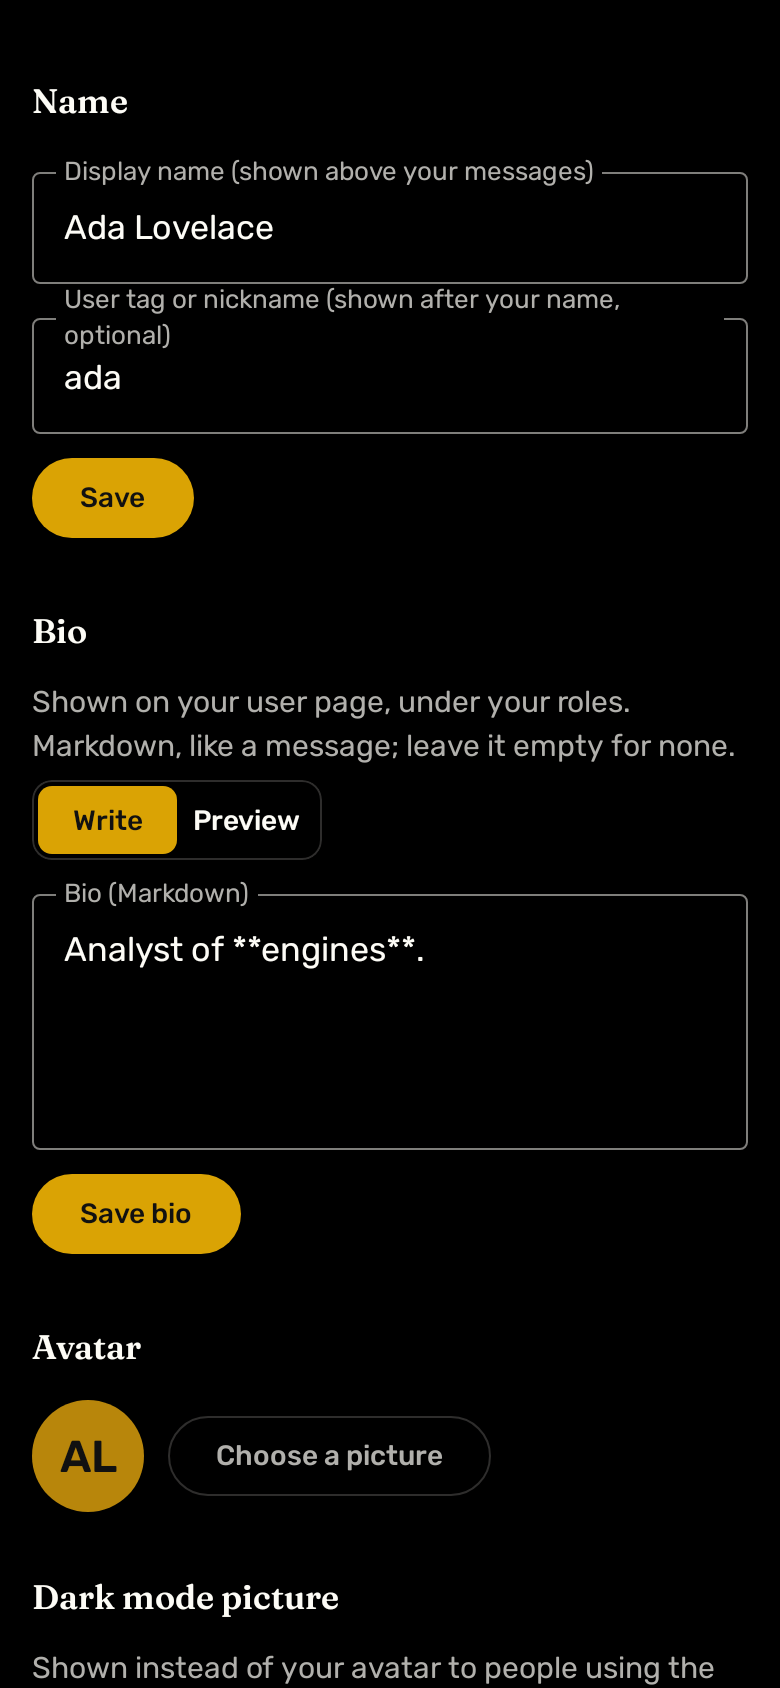 Name
Display name (shown above your messages)
Ada Lovelace
User tag or nickname (shown after your name,
optional)
ada
Save
Bio
Shown on your user page, under your roles.
Markdown, like a message; leave it empty for none.
Write Preview
Bio (Markdown)
Analyst of **engines**.
Save bio
Avatar
AL Choose a picture
Dark mode picture
Shown instead of your avatar to people using the